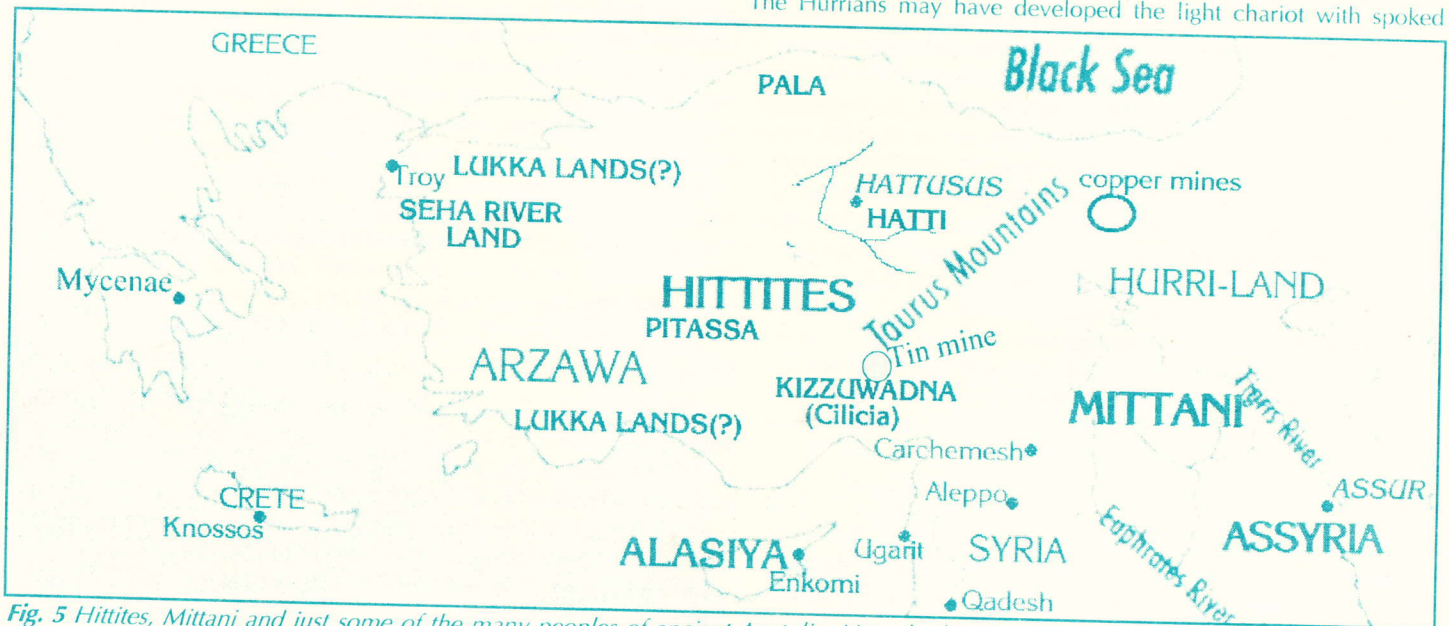 The Hurrians may have developed the light chariot with spoked
GREECE
Black Sea
PALA
Troy
LUKKA LANDS(?)
HATTUSUS
copper mines
SEHA RIVER
LAND
HATTI
Taurus Mountains
Mycenae
HURRI-LAND
HITTITES
PITASSA
Tin mine
ARZAWA
KIZZUWADNA
(Cilicia)
MITTANI
Tigris River
LUKKA LANDS(?)
Carchemesh
Aleppo
ASSUR
CRETE
Knossos
Euphrates River
ASSYRIA
ALASIYA
Ugarit
SYRIA
Enkomi
Qadesh
Fig. 5 Hittites, Mittani and just some of the many peoples of ancient